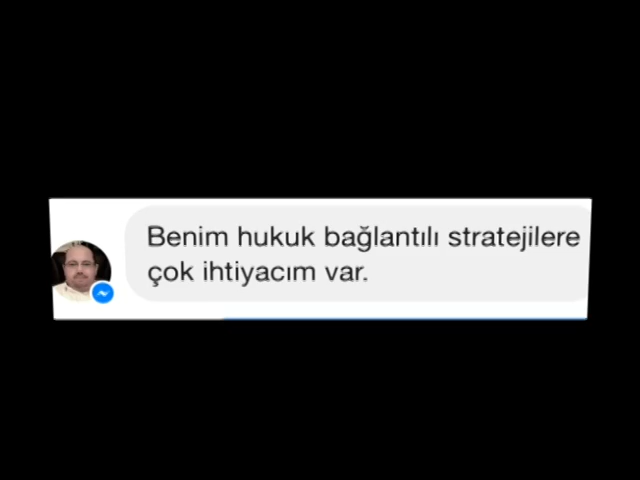 Benim hukuk bağlantılı stratejilere
çok ihtiyacım var.